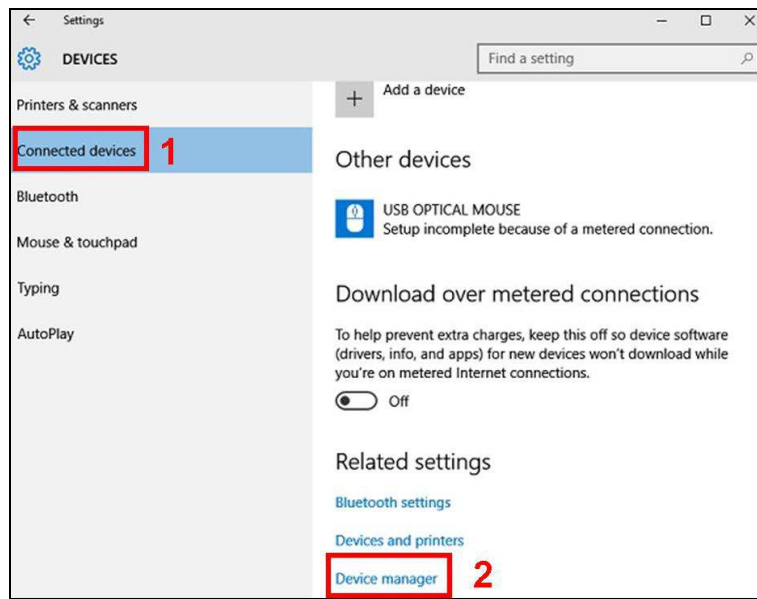 Settings
DEVICES
Find a setting
Printers & scanners
Connected devices 1
Bluetooth
Mouse & touchpad
Typing
AutoPlay
Add a device
Other devices
USB OPTICAL MOUSE
Setup incomplete because of a metered connection.
Download over metered connections
To help prevent extra charges, keep this off so device software
(drivers, info, and apps) for new devices won't download while
you're on metered Internet connections.
Off
Related settings
Bluetooth settings
Devices and printers
Device manager 2